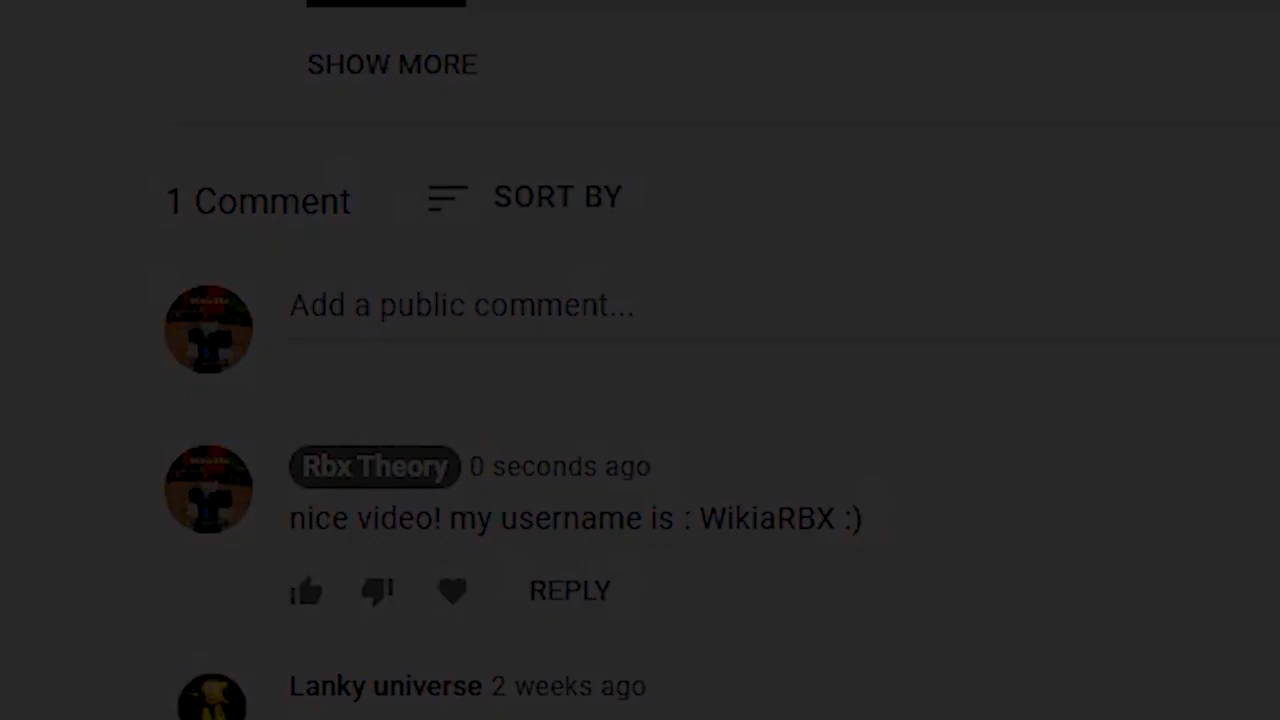 SHOW MORE
1 Comment
SORT BY
Add a public comment...
Rbx Theory 0 seconds ago
nice video! my username is : WikiaRBX :)
REPLY
Lanky universe 2 weeks ago